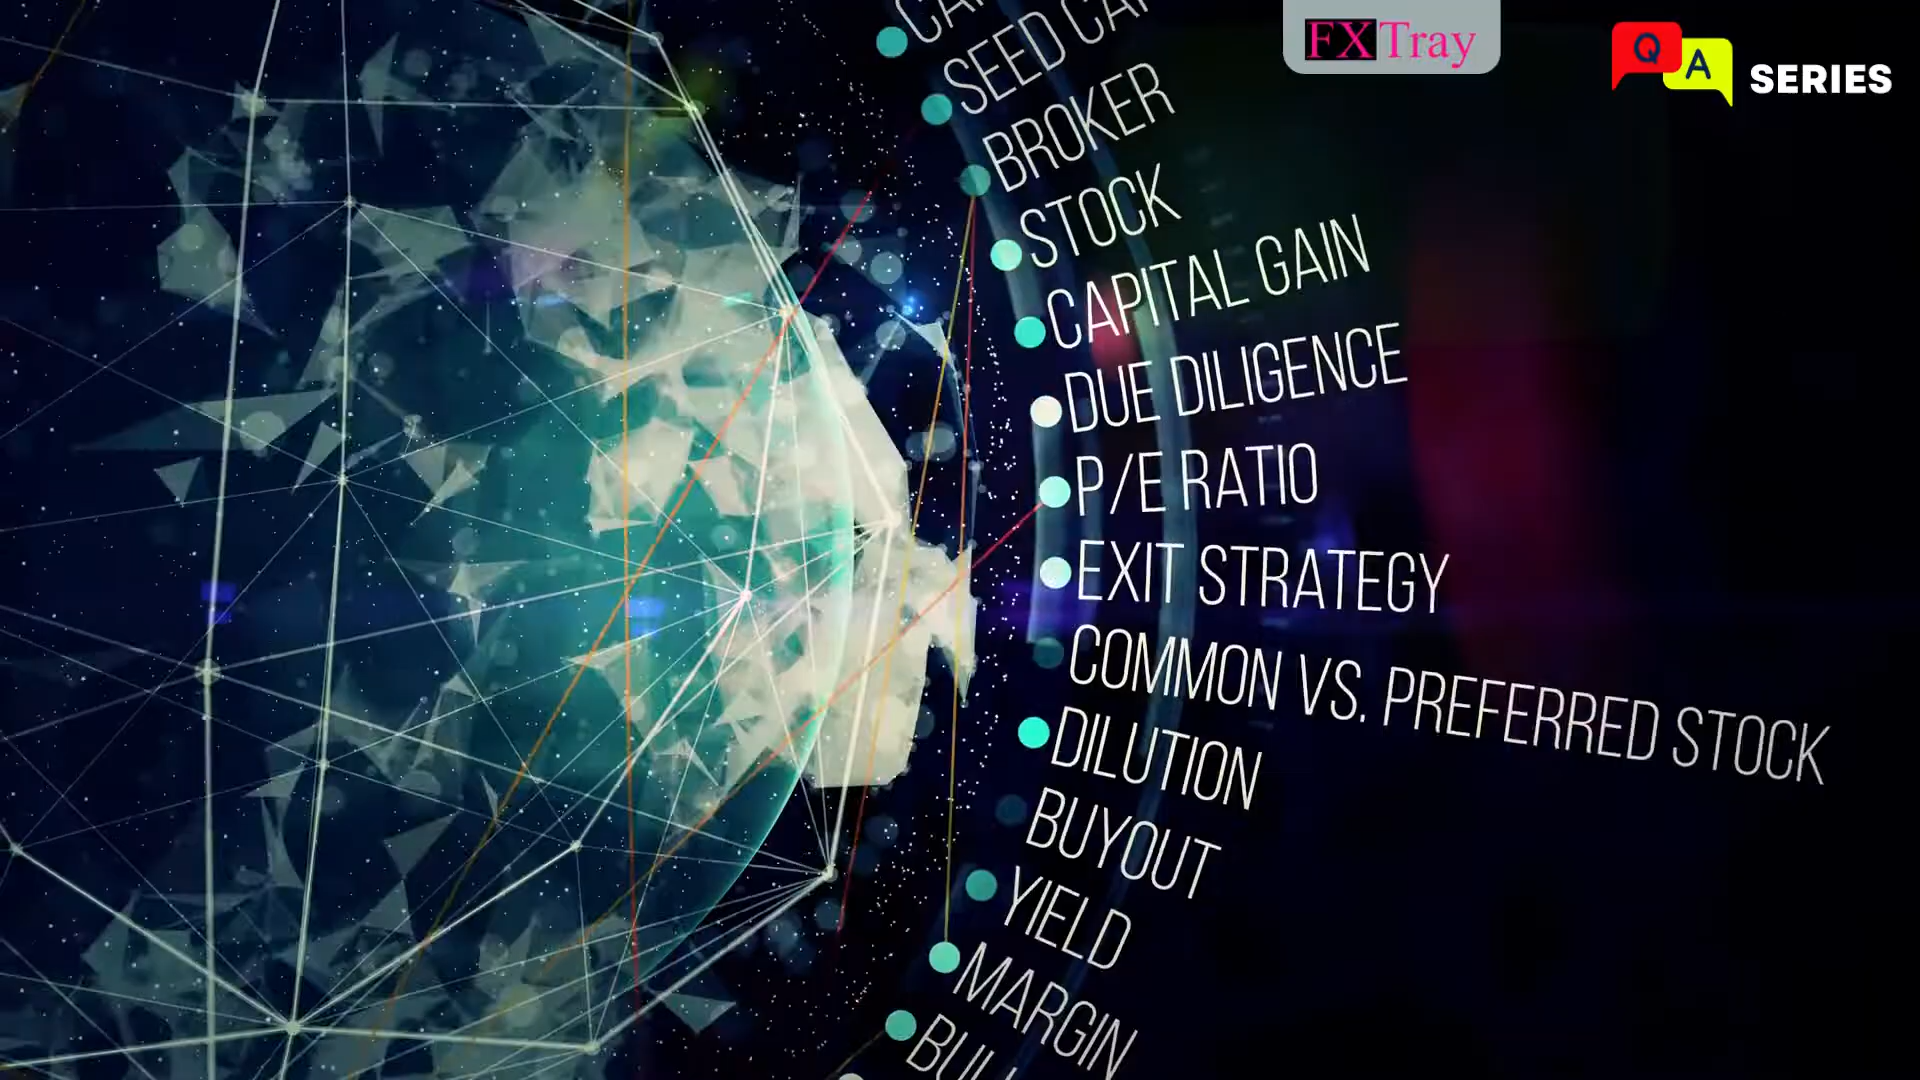 FXTray
Q A SERIES
SEED
BROKER
STOCK
CAPITAL GAIN
DUE DILIGENCE
P/E RATIO
EXIT STRATEGY
COMMON VS. PREFERRED STOCK
DILUTION
BUYOUT
YIELD
MARGIN